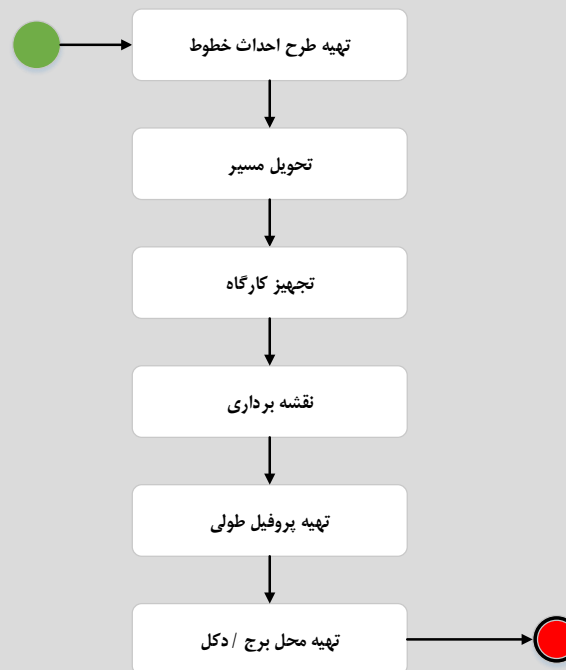 تهیه طرح احداث خطوط
تحویل مسیر
تجهیز کارگاه
نقشه برداری
تهیه پروفیل طولی
تهیه محل برج / دکل